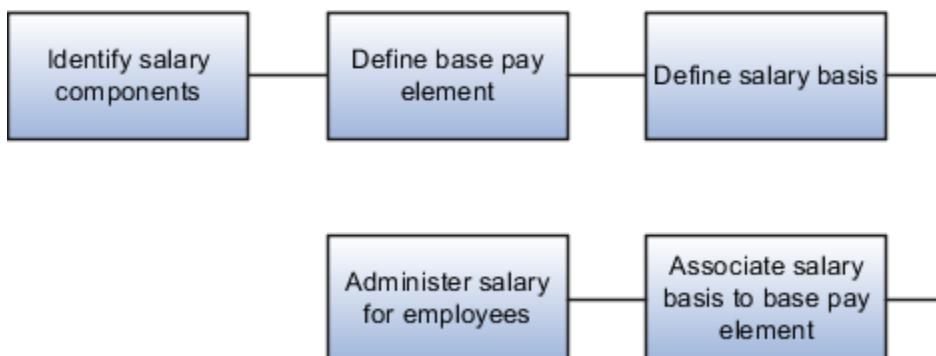 Identify salary
components
Define base pay
element
Define salary basis
Associate salary
basis to base pay
element
Administer salary
for employees